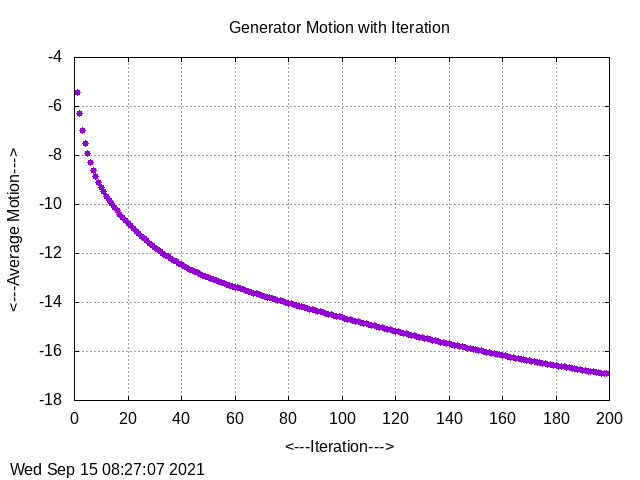 Generator Motion with Iteration
-4
-6
-8
-10
-12
-14
-16
-18
<---Average Motion--->
0 20 40 60 80 100 120 140 160 180 200
<---Iteration--->
Wed Sep 15 08:27:07 2021